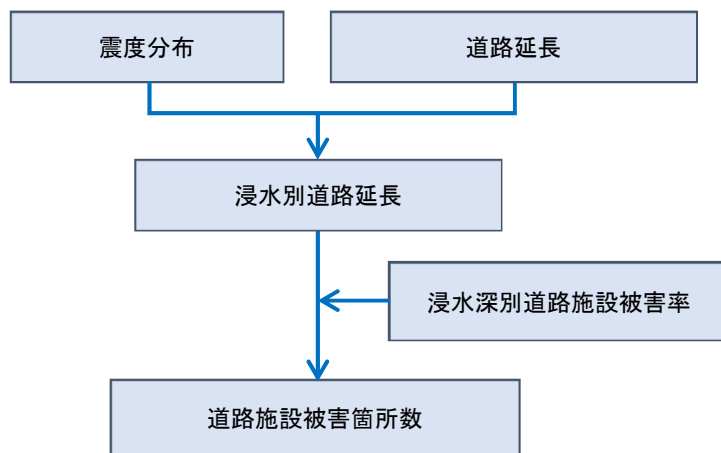 震度分布
道路延長
浸水別道路延長
浸水深別道路施設被害率
道路施設被害箇所数